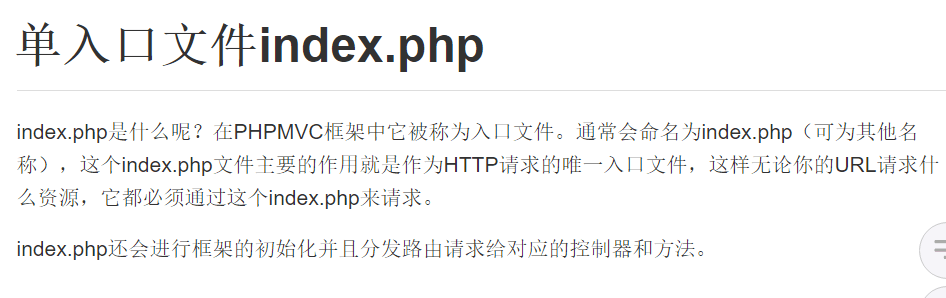 单入口文件index.php
index.php是什么呢？在PHPMVC框架中它被称为入口文件。通常会命名为index.php（可为其他名
称），这个index.php文件主要的作用就是作为HTTP请求的唯一入口文件，这样无论你的URL请求什
么资源，它都必须通过这个index.php来请求。
index.php还会进行框架的初始化并且分发路由请求给对应的控制器和方法。